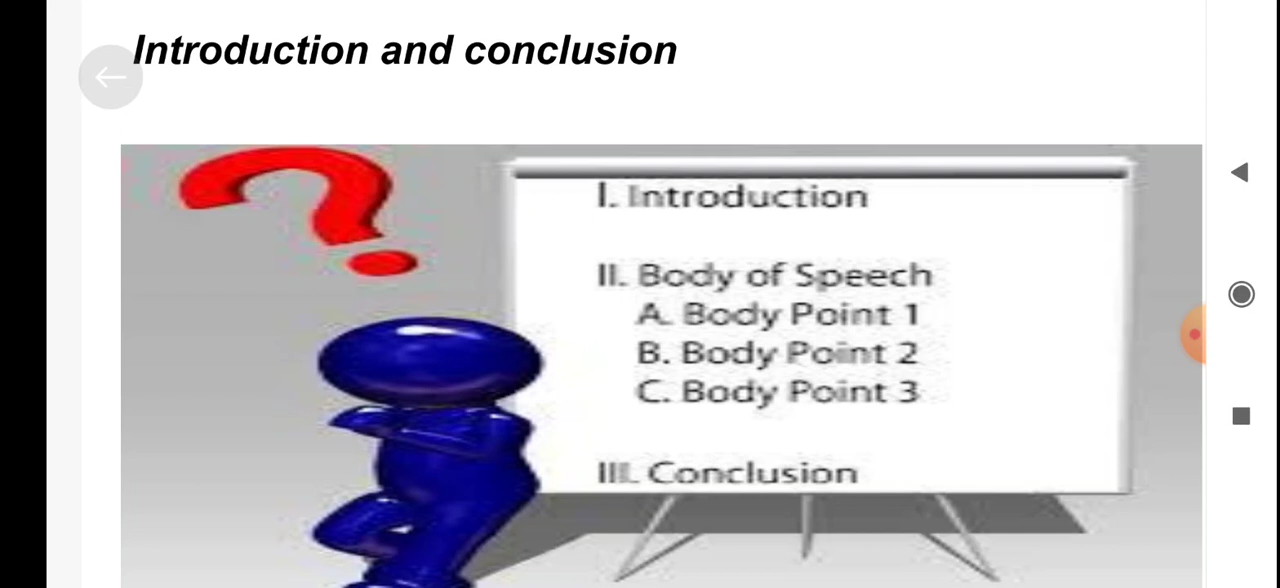 Introduction and conclusion
I. Introduction
II. Body of Speech
A. Body Point 1
B. Body Point 2
C. Body Point 3
III. Conclusion